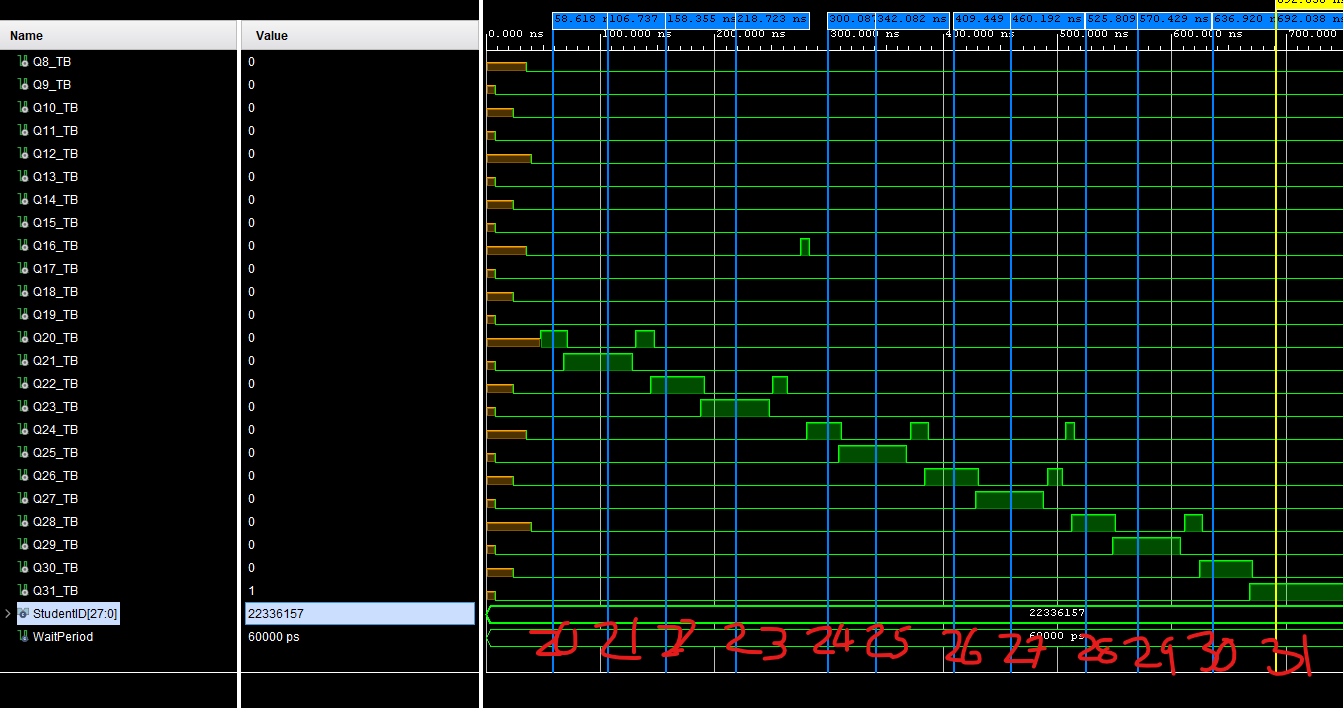 692.038 ns
58.618 n 106.737 158.355 ns 218.723 ns 300.087 342.082 ns 409.449 460.192 ns 525.809 570.429 ns 636.920 n 692.038 ns
Name Value
0.000 ns 100.000 ns 200.000 ns 300.000 ns 400.000 ns 500.000 ns 600.000 ns 700.000
Q8_TB 0
Q9_TB 0
Q10_TB 0
Q11_TB 0
Q12_TB 0
Q13_TB 0
Q14_TB 0
Q15_TB 0
Q16_TB 0
Q17_TB 0
Q18_TB 0
Q19_TB 0
Q20_TB 0
Q21_TB 0
Q22_TB 0
Q23_TB 0
Q24_TB 0
Q25_TB 0
Q26_TB 0
Q27_TB 0
Q28_TB 0
Q29_TB 0
Q30_TB 0
Q31_TB 1
StudentID[27:0] 22336157 22336157
WaitPeriod 60000 ps 60000 ps
20 21 22 23 24 25 26 27 28 29 30 31